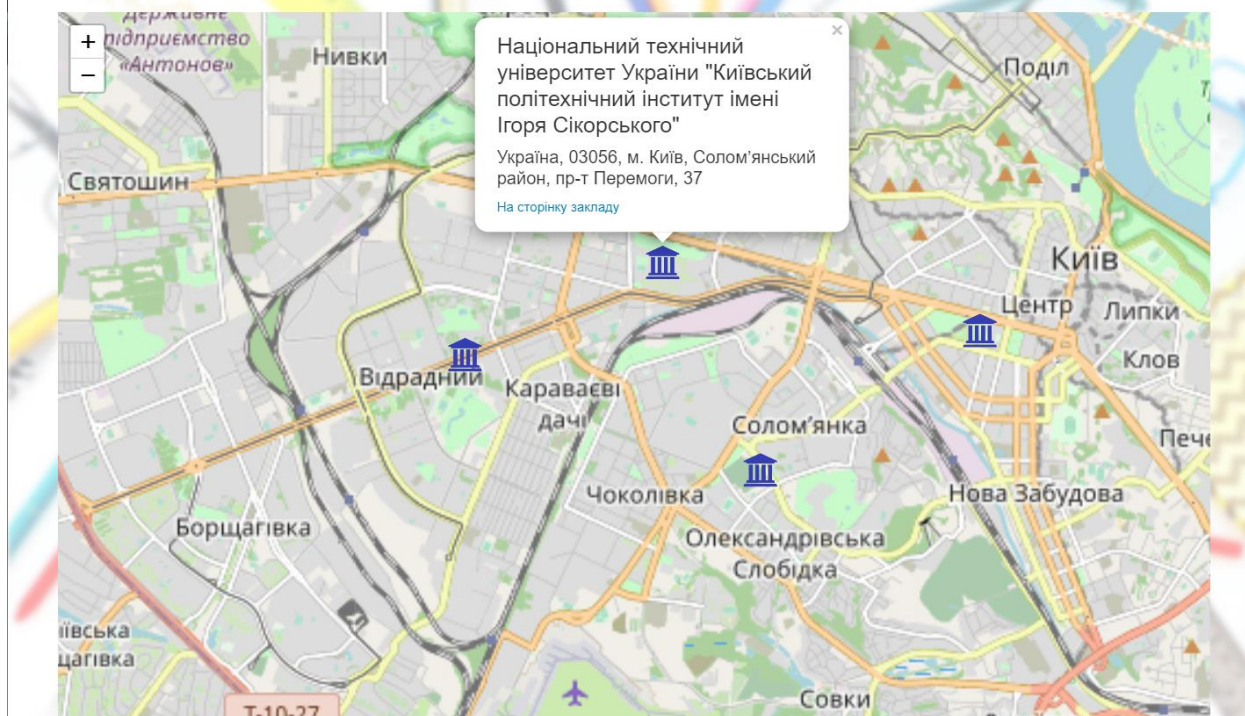 Державне
підприємство
«Антонов»
+
−
Нивки
×
Національний технічний
університет України "Київський
політехнічний інститут імені
Ігоря Сікорського"
Україна, 03056, м. Київ, Солом’янський
район, пр-т Перемоги, 37
На сторінку закладу
Поділ
Святошин
Київ
Центр
Липки
Клов
Відрадний
Караваєві
дачі
Солом’янка
Пече
Чоколівка
Нова Забудова
Борщагівка
Олександрівська
Слобідка
ївська
щагівка
Совки
Т-10-27